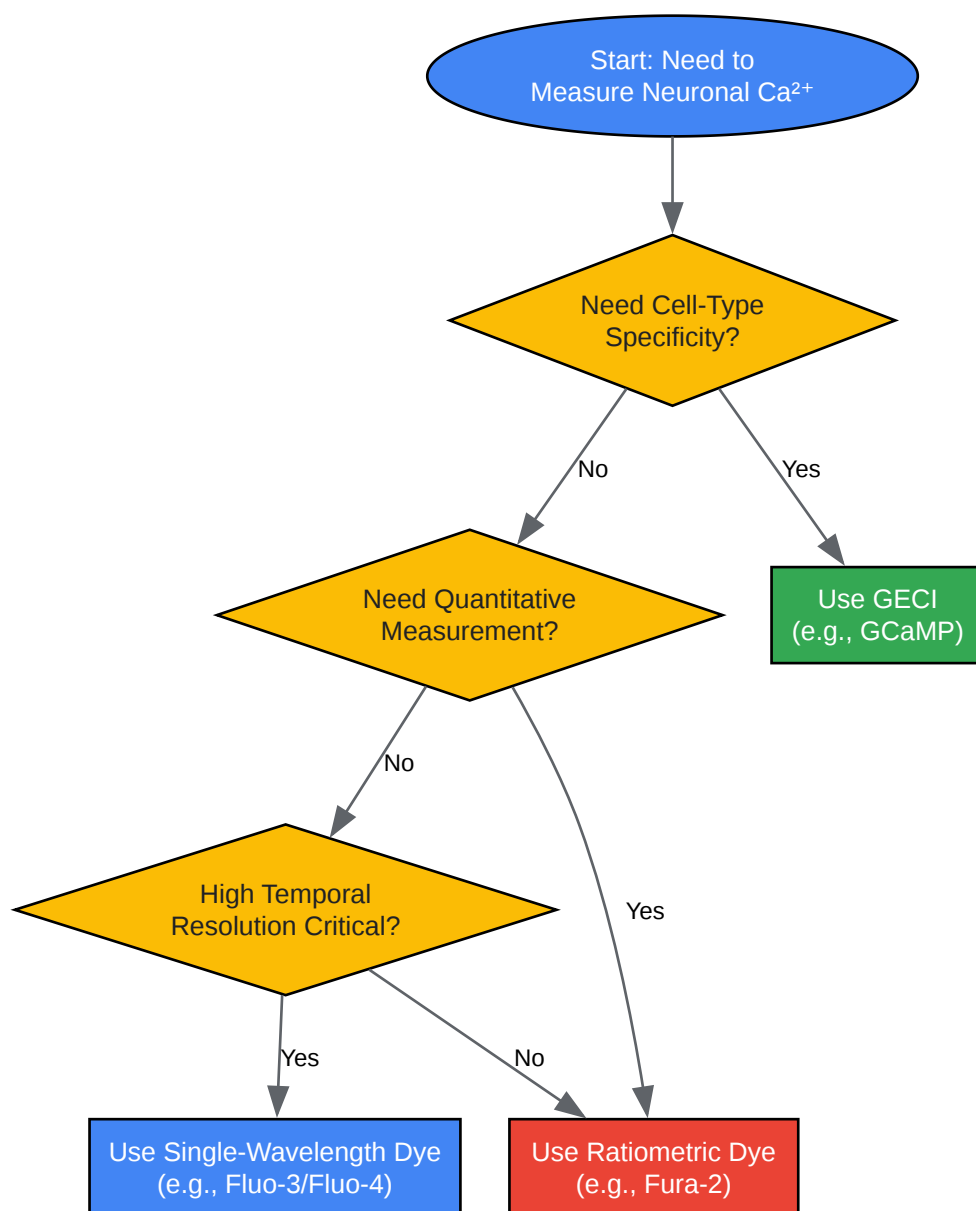 Start: Need to
Measure Neuronal Ca²⁺
Need Cell-Type
Specificity?
No
Yes
Need Quantitative
Measurement?
Use GECI
(e.g., GCaMP)
No
High Temporal
Resolution Critical?
Yes
Yes
No
Use Single-Wavelength Dye
(e.g., Fluo-3/Fluo-4)
Use Ratiometric Dye
(e.g., Fura-2)